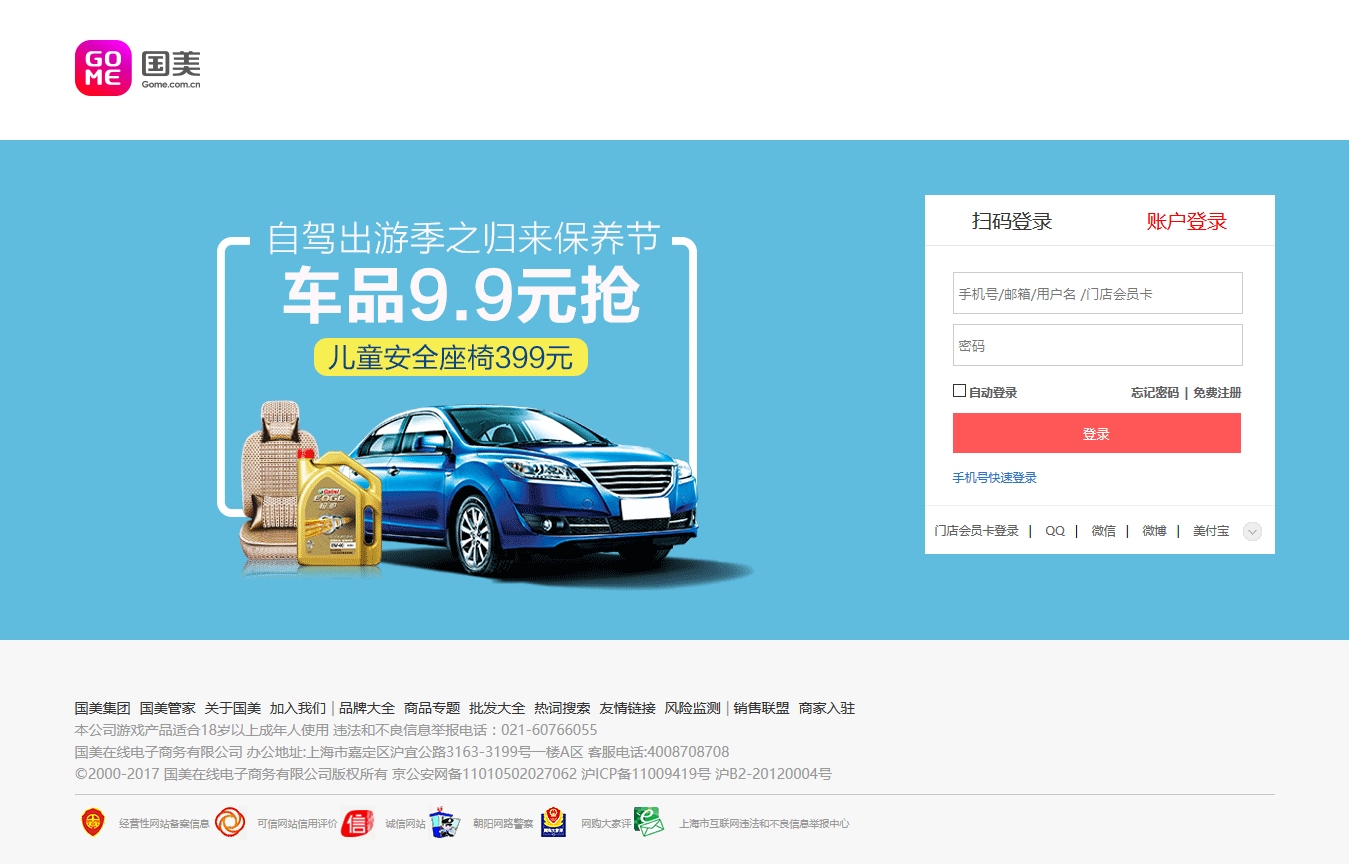 GO
ME
国美
Gome.com.cn
扫码登录 账户登录
自驾出游季之归来保养节
车品9.9元抢
儿童安全座椅399元
Castrol
EDGE
极护
手机号/邮箱/用户名 /门店会员卡
密码
自动登录 忘记密码 | 免费注册
登录
手机号快速登录
门店会员卡登录 | QQ | 微信 | 微博 | 美付宝
国美集团 国美管家 关于国美 加入我们 | 品牌大全 商品专题 批发大全 热词搜索 友情链接 风险监测 | 销售联盟 商家入驻
本公司游戏产品适合18岁以上成年人使用 违法和不良信息举报电话：021-60766055
国美在线电子商务有限公司 办公地址:上海市嘉定区沪宜公路3163-3199号一楼A区 客服电话:4008708708
©2000-2017 国美在线电子商务有限公司版权所有 京公安网备11010502027062 沪ICP备11009419号 沪B2-20120004号
经营性网站备案信息 可信网站信用评价 信 诚信网站 朝阳网路警察 网购大家评 上海市互联网违法和不良信息举报中心